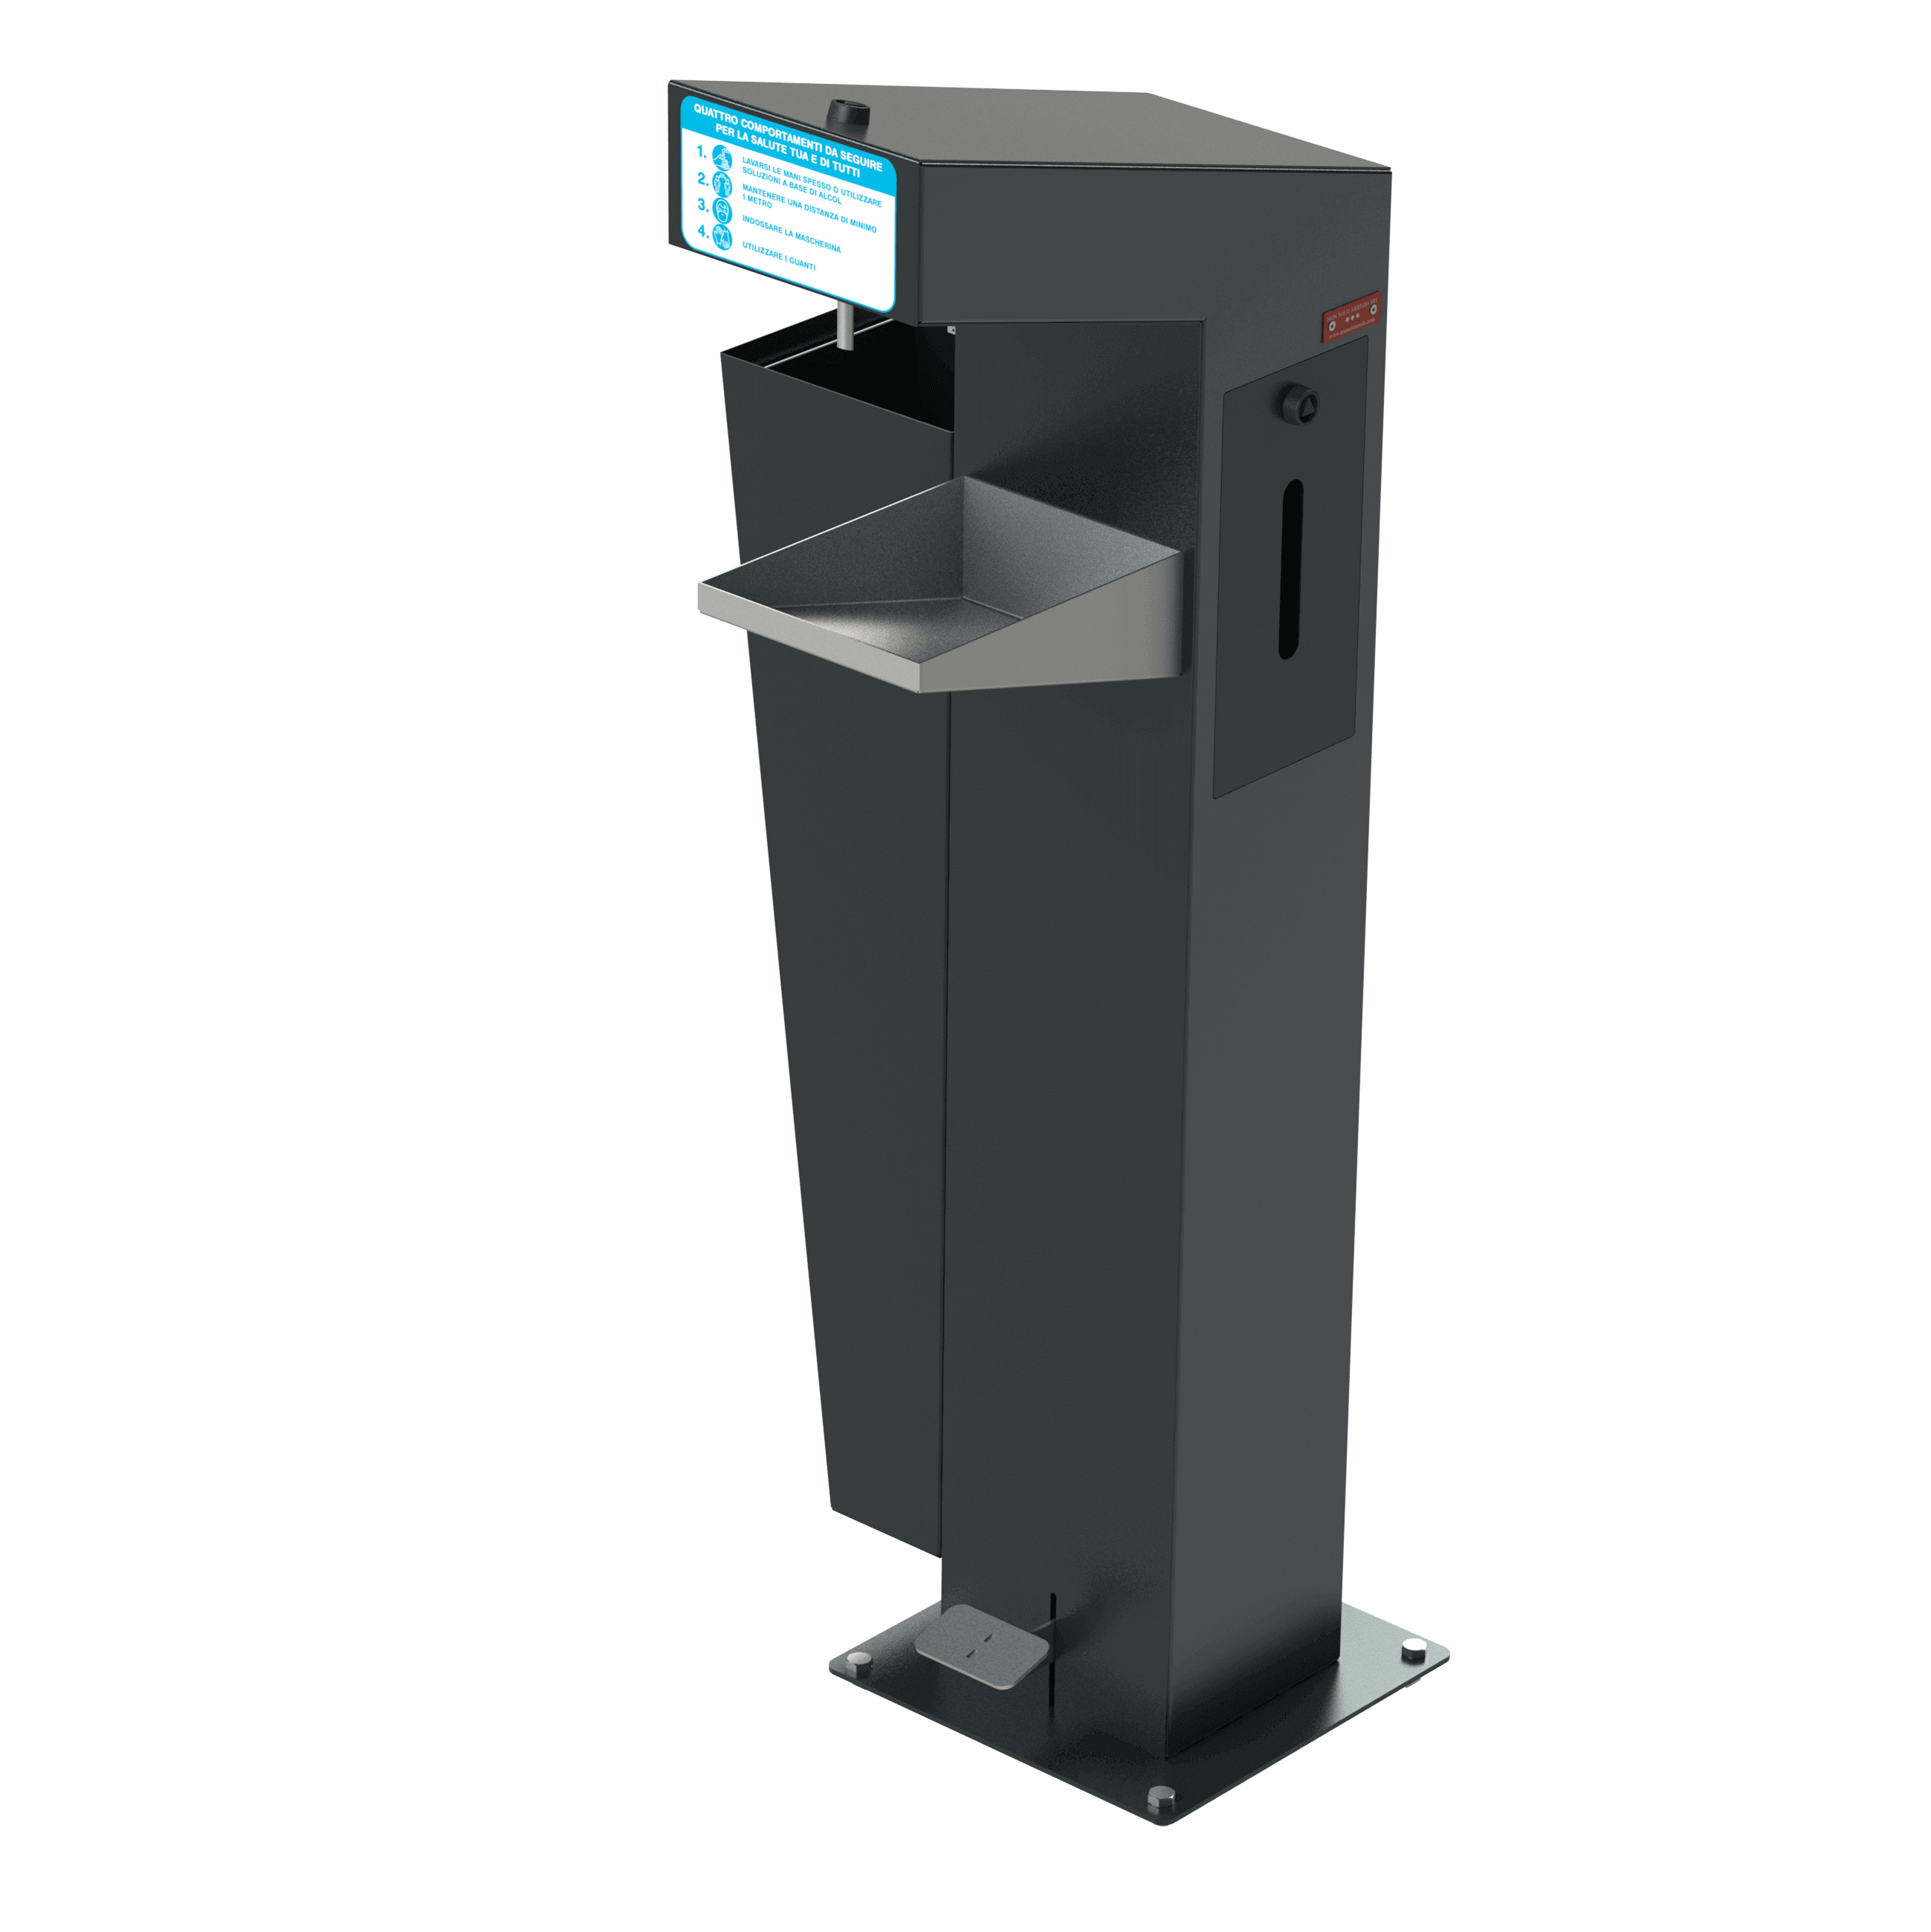 QUATTRO COMPORTAMENTI DA SEGUIRE
PER LA SALUTE TUA E DI TUTTI
1. LAVARSI LE MANI SPESSO O UTILIZZARE
SOLUZIONI A BASE DI ALCOL
2. MANTENERE UNA DISTANZA DI MINIMO
1 METRO
3. INDOSSARE LA MASCHERINA
4. UTILIZZARE I GUANTI